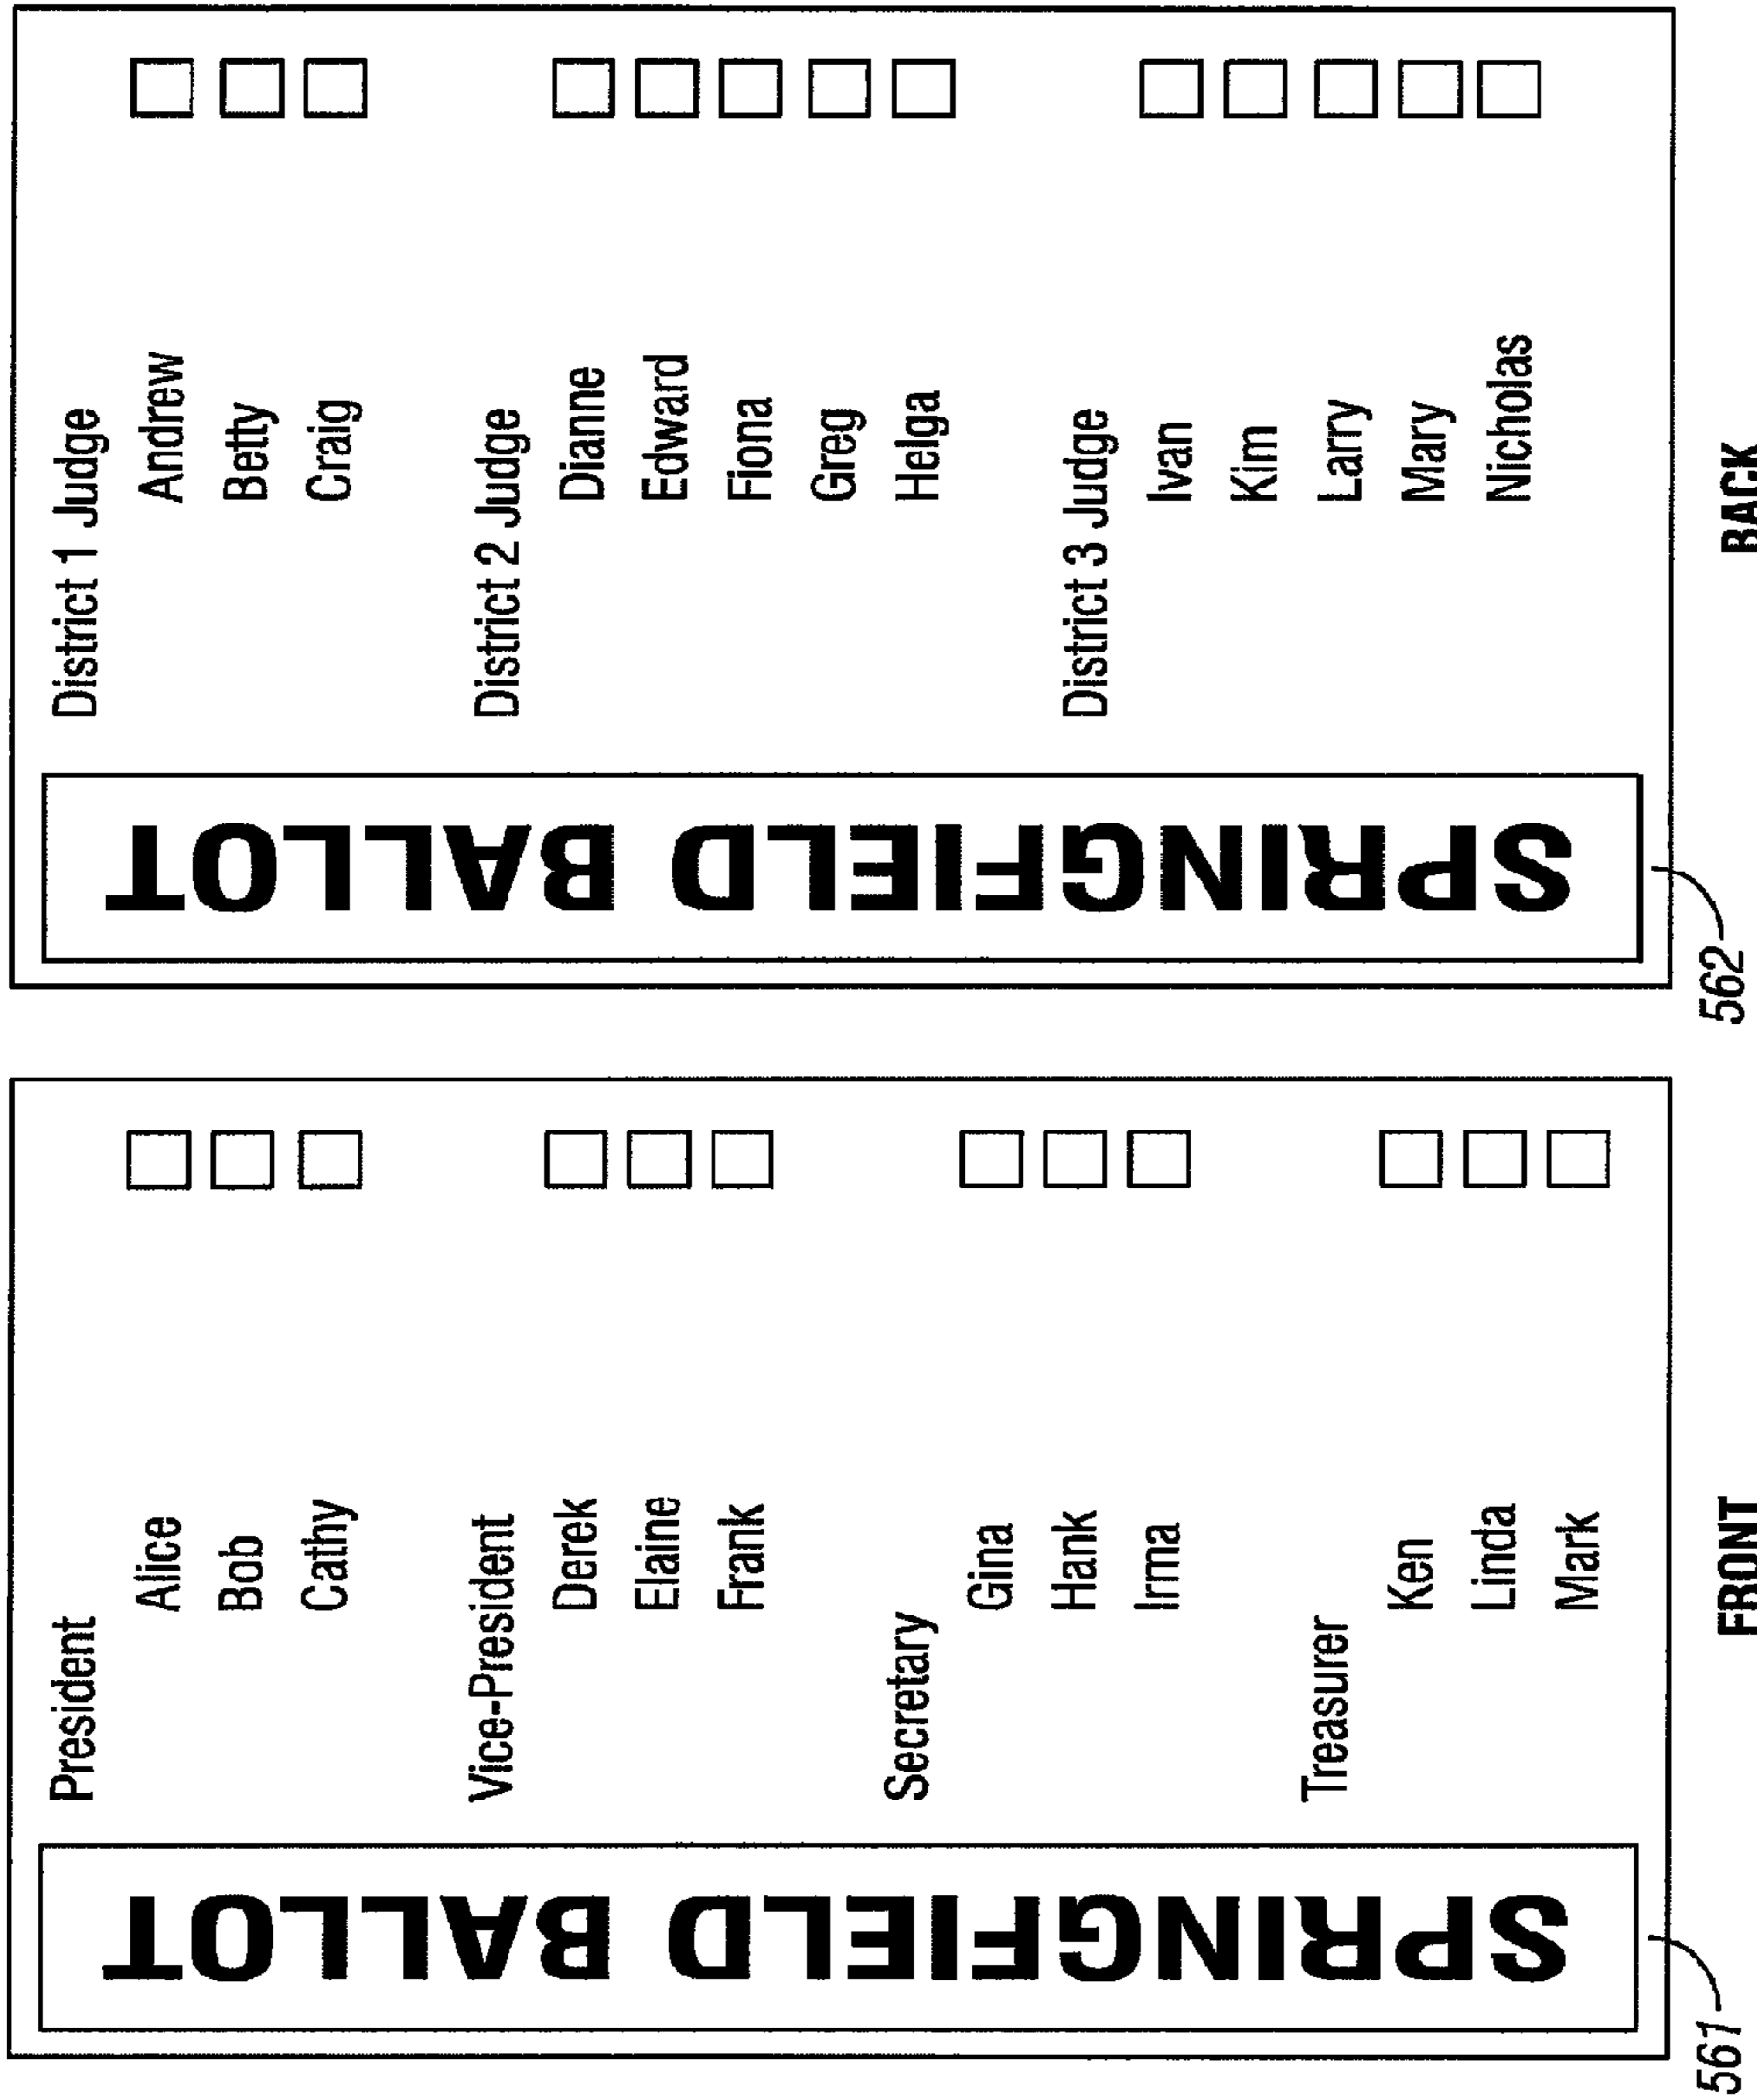 President
Alice
Bob
Cathy
Vice-President
Derek
Elaine
Frank
Secretary
Gina
Hank
Irma
Treasurer
Ken
Linda
Mark
SPRINGFIELD BALLOT
561
FRONT
District 1 Judge
Andrew
Betty
Craig
District 2 Judge
Dianne
Edward
Fiona
Greg
Helga
District 3 Judge
Ivan
Kim
Larry
Mary
Nicholas
SPRINGFIELD BALLOT
562
BACK